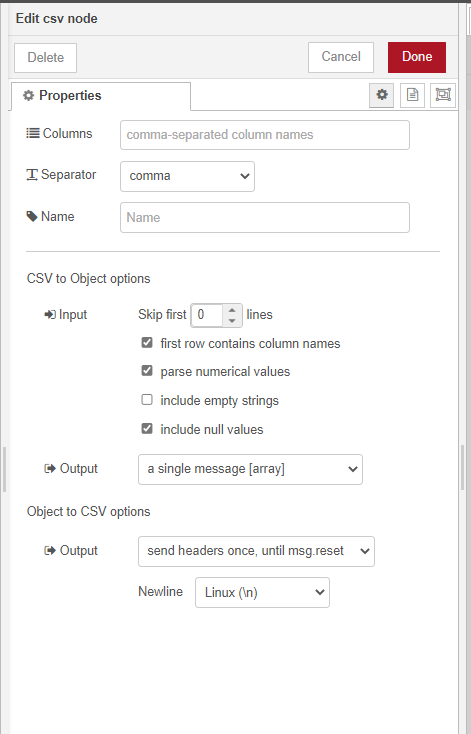 Edit csv node
Delete
Cancel
Done
Properties
Columns
comma-separated column names
Separator
comma
Name
Name
CSV to Object options
Input
Skip first 0 lines
first row contains column names
parse numerical values
include empty strings
include null values
Output
a single message [array]
Object to CSV options
Output
send headers once, until msg.reset
Newline
Linux (\n)